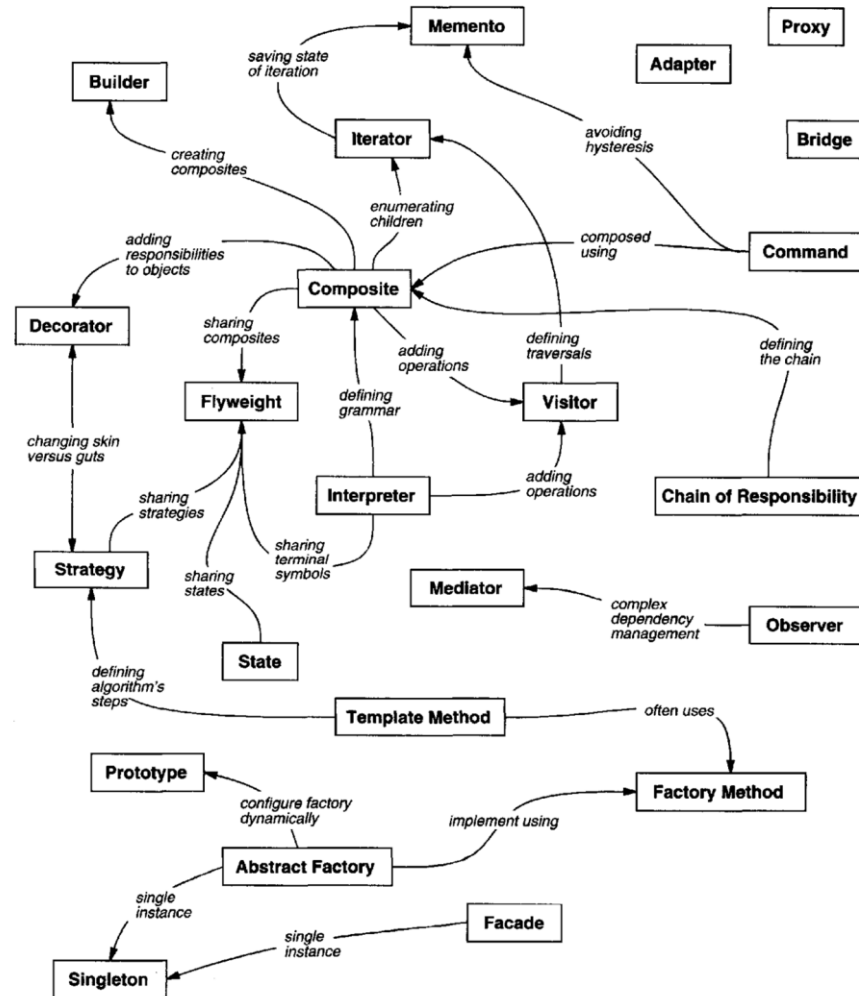 Memento
Proxy
saving state
of iteration
Adapter
Builder
avoiding
hysteresis
Iterator
Bridge
creating
composites
enumerating
children
adding
responsibilities
to objects
composed
using
Command
Composite
Decorator
sharing
composites
adding
operations
defining
traversals
defining
the chain
defining
grammar
Flyweight
Visitor
changing skin
versus guts
adding
operations
sharing
strategies
Interpreter
Chain of Responsibility
sharing
terminal
symbols
Strategy
sharing
states
Mediator
complex
dependency
management
Observer
State
defining
algorithm's
steps
Template Method
often uses
Prototype
Factory Method
configure factory
dynamically
implement using
Abstract Factory
single
instance
Facade
single
instance
Singleton